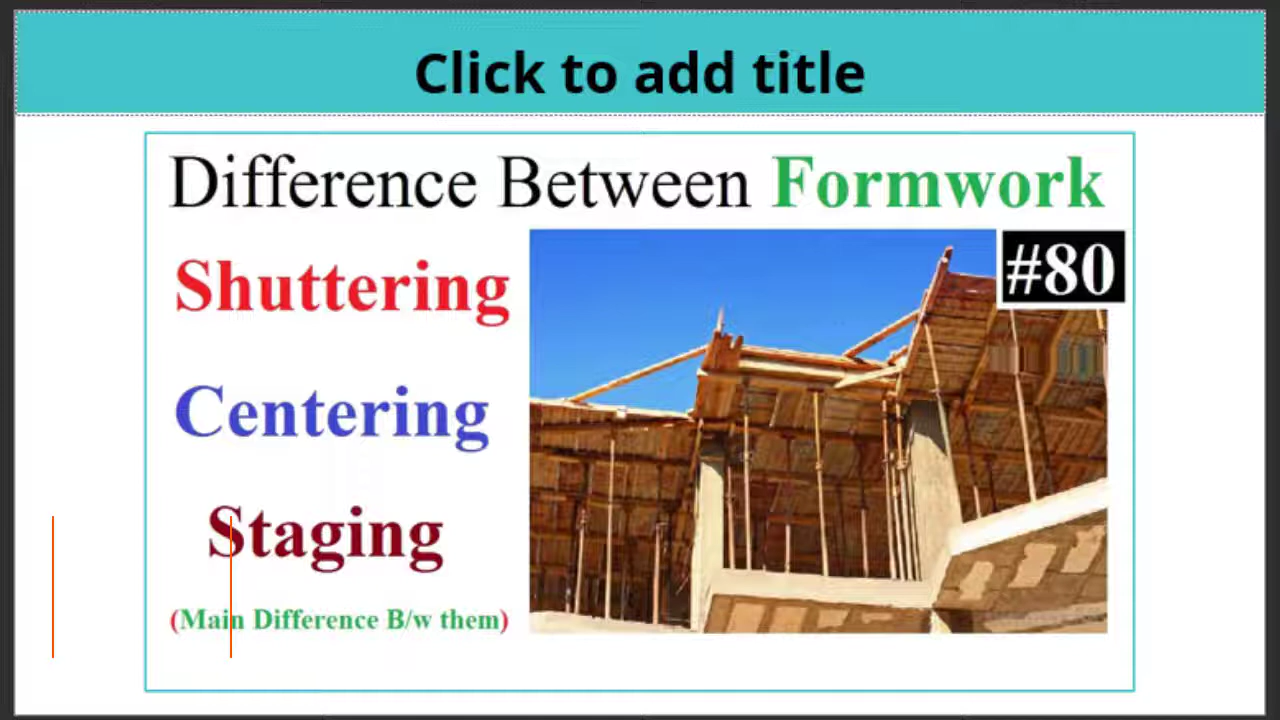 Click to add title
Difference Between Formwork
#80
Shuttering
Centering
Staging
(Main Difference B/w them)